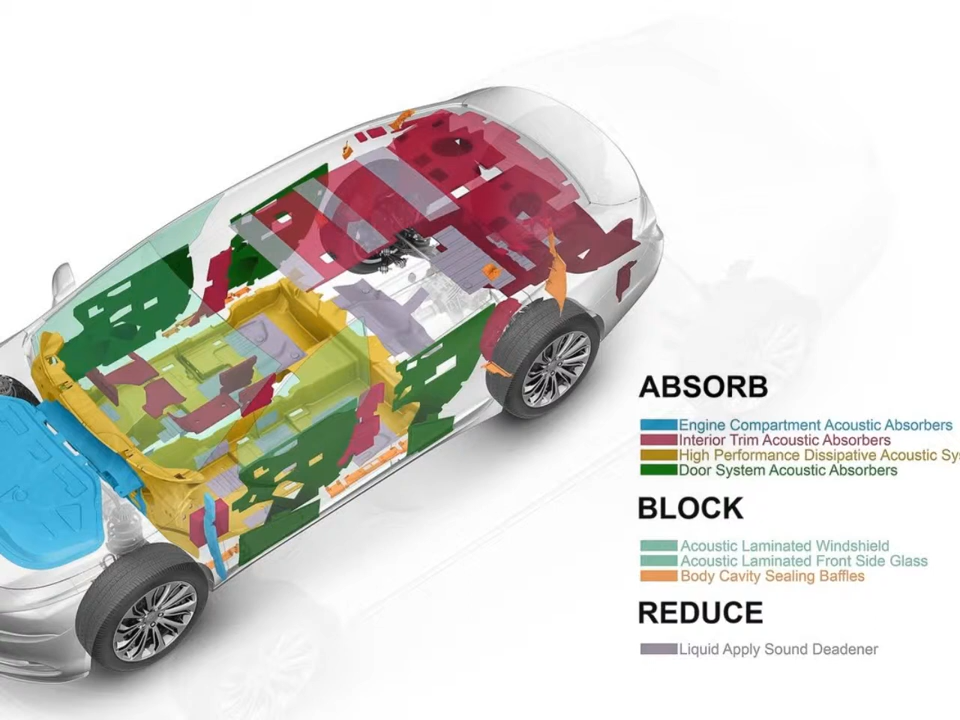 ABSORB
Engine Compartment Acoustic Absorbers
Interior Trim Acoustic Absorbers
High Performance Dissipative Acoustic Sy
Door System Acoustic Absorbers
BLOCK
Acoustic Laminated Windshield
Acoustic Laminated Front Side Glass
Body Cavity Sealing Baffles
REDUCE
Liquid Apply Sound Deadener